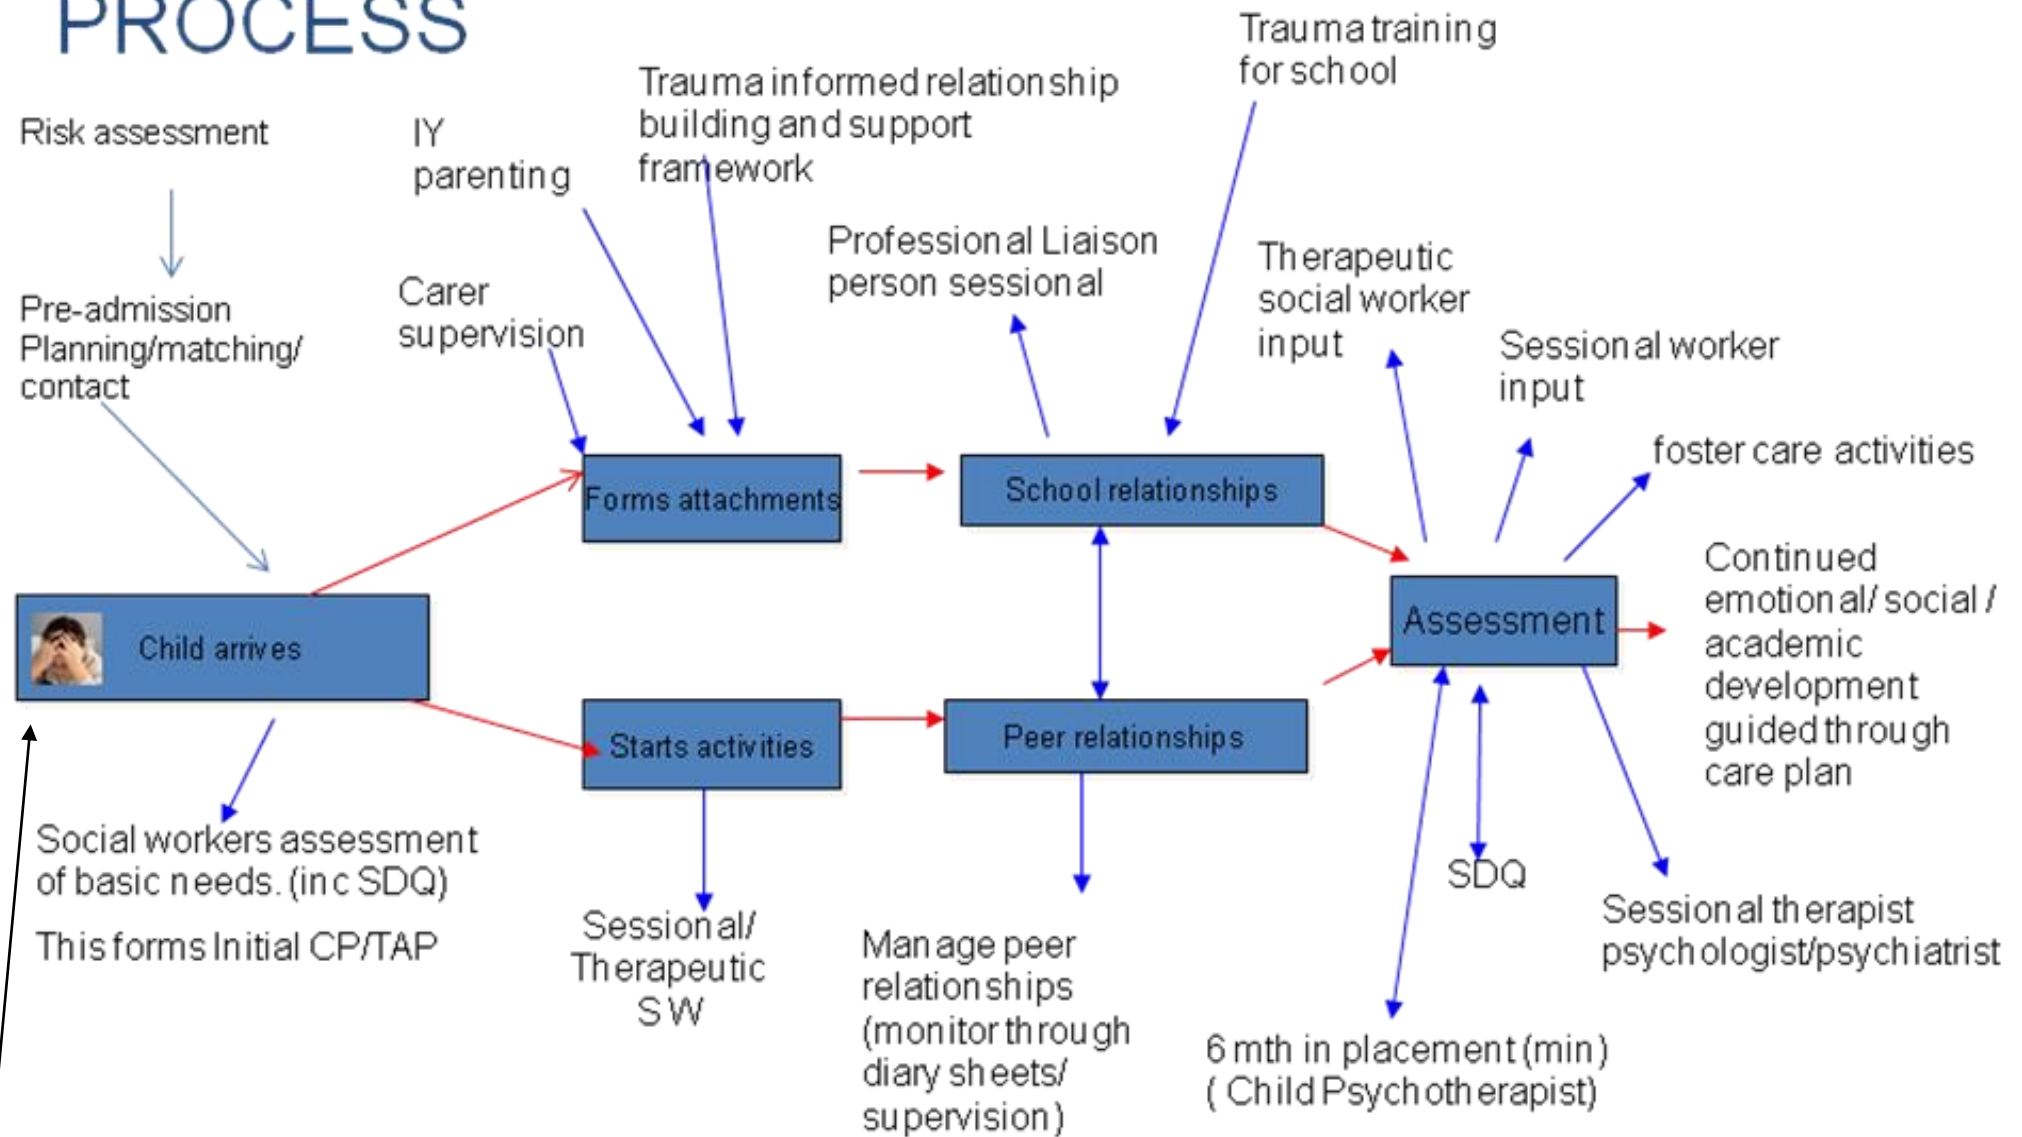 PROCESS
Risk assessment
Pre-admission
Planning/matching/
contact
IY
parenting
Carer
supervision
Trauma informed relationship
building and support
framework
Professional Liaison
person sessional
Trauma training
for school
Therapeutic
social worker
input
Sessional worker
input
foster care activities
Forms attachments
School relationships
Child arrives
Assessment
Continued
emotional/ social /
academic
development
guided through
care plan
Starts activities
Peer relationships
Social workers assessment
of basic needs. (inc SDQ)
This forms Initial CP/TAP
Sessional/
Therapeutic
SW
Manage peer
relationships
(monitor through
diary sheets/
supervision)
SDQ
6 mth in placement (min)
( Child Psychotherapist)
Sessional therapist
psychologist/psychiatrist